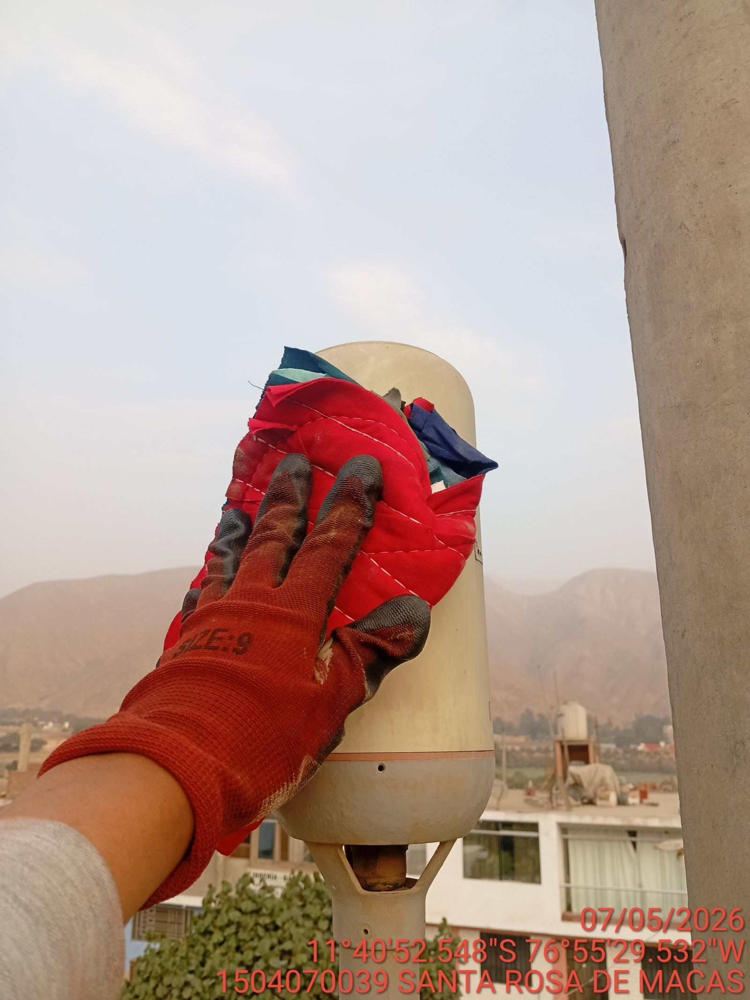 SIZE:9
07/05/2026
11°40'52.548"S 76°55'29.532"W
1504070039 SANTA ROSA DE MACAS